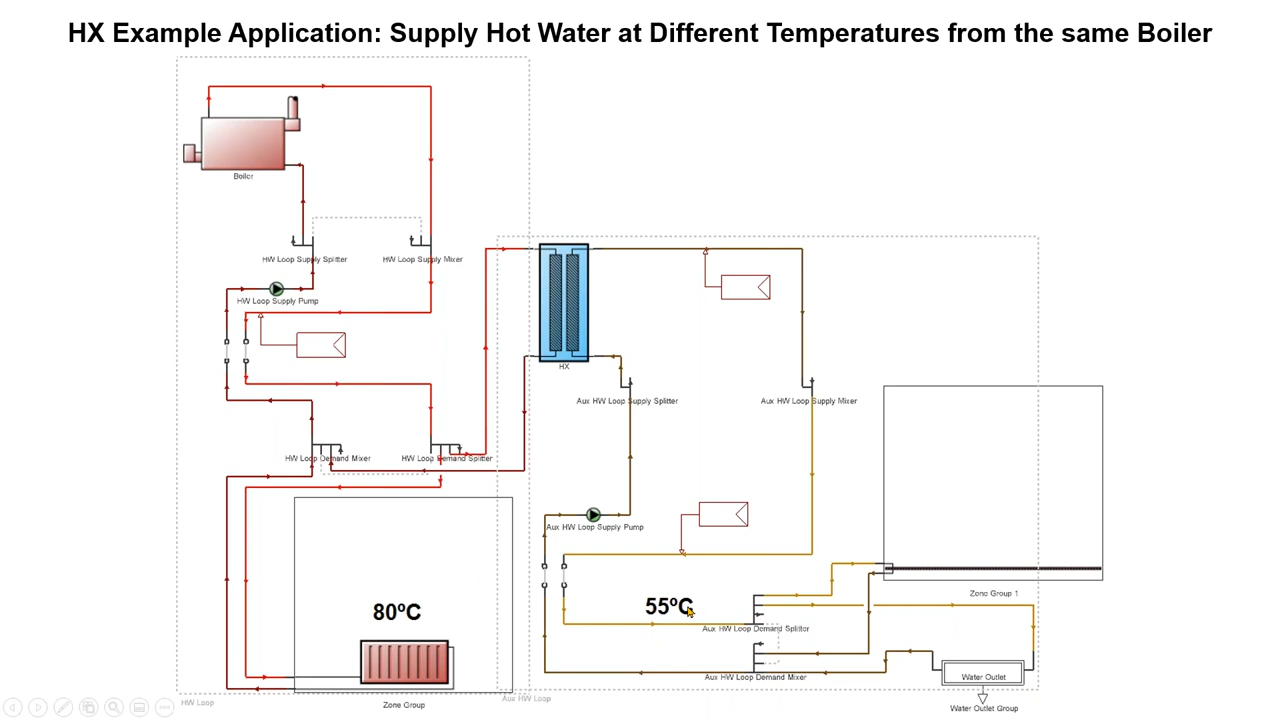 HX Example Application: Supply Hot Water at Different Temperatures from the same Boiler
Boiler
HW Loop Supply Splitter
HW Loop Supply Mixer
HW Loop Supply Pump
HX
Aux HW Loop Supply Splitter
Aux HW Loop Supply Mixer
HW Loop Demand Mixer
HW Loop Demand Splitter
Aux HW Loop Supply Pump
Zone Group 1
80ºC
55ºC
Aux HW Loop Demand Splitter
Aux HW Loop Demand Mixer
Water Outlet
HW Loop
Zone Group
Aux HW Loop
Water Outlet Group